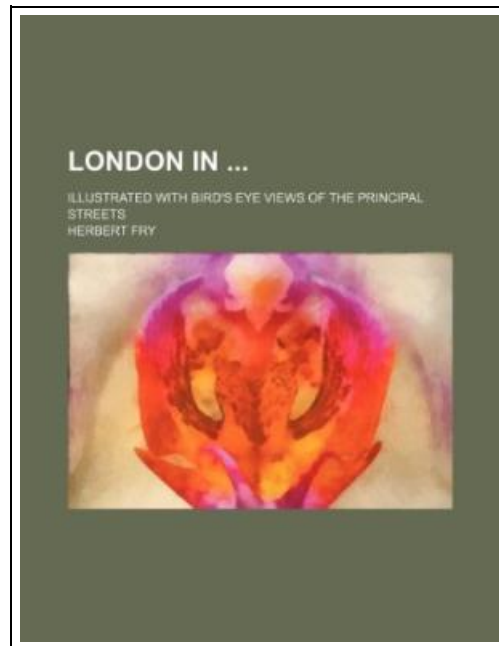 LONDON IN ...
ILLUSTRATED WITH BIRD'S EYE VIEWS OF THE PRINCIPAL
STREETS
HERBERT FRY